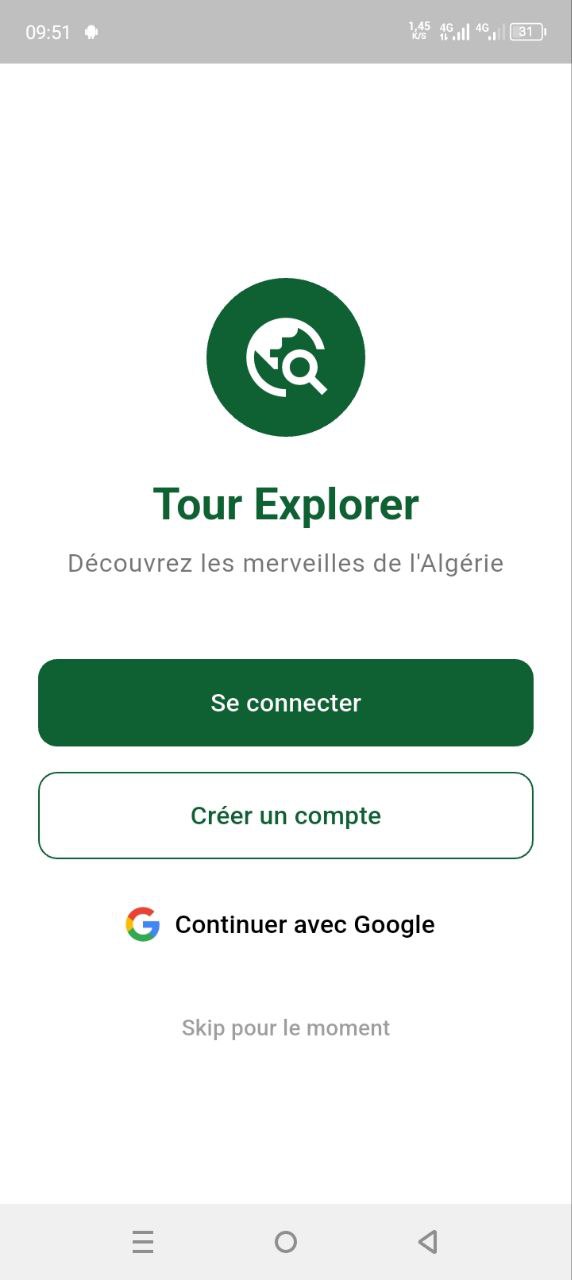 09:51
1,45 K/S 4G 4G 31
Tour Explorer
Découvrez les merveilles de l'Algérie
Se connecter
Créer un compte
Continuer avec Google
Skip pour le moment